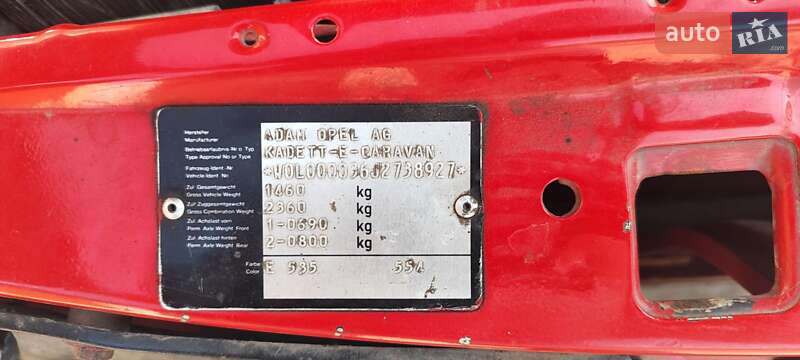 auto RIA.com
Hersteller
Manufacturer
ADAM OPEL AG
Betriebserlaubnis-Nr o. Typ
Type Approval No or Type
KADETT-E-CARAVAN
Fahrzeug-Ident.-Nr.
Vehicle Ident. No
Zul Gesamtgewicht
Gross Vehicle Weight
1460 kg
Zul Zuggesamtgewicht
Gross Combination Weight
2360 kg
Zul Achslast vorn
Perm Axle Weight Front
1-0690 kg
Zul Achslast hinten
Perm Axle Weight Rear
2-0800 kg
Farbe
Color
E 535 554